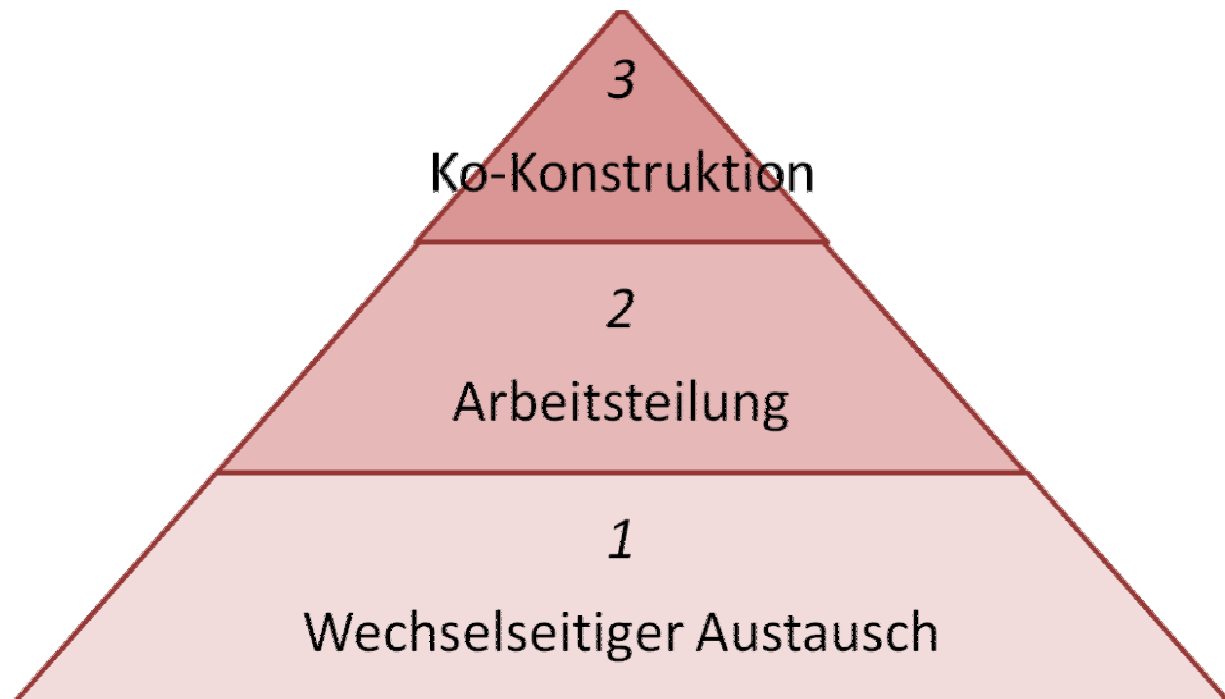 3
Ko-Konstruktion
2
Arbeitsteilung
1
Wechselseitiger Austausch